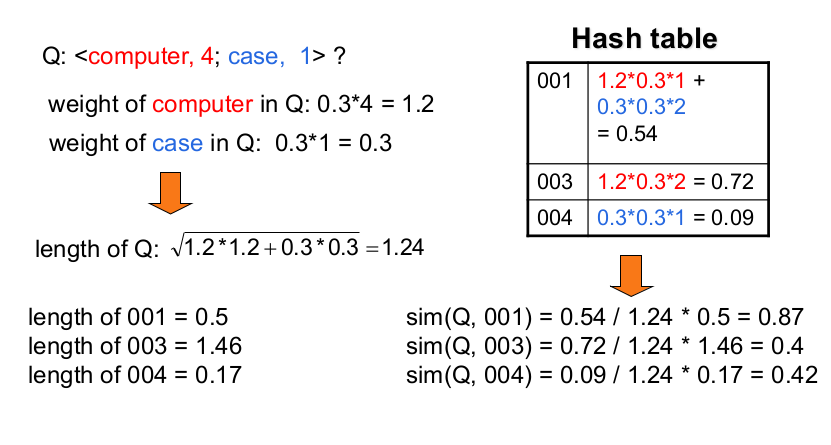 Q: <computer, 4; case, 1> ?
weight of computer in Q: 0.3*4 = 1.2
weight of case in Q: 0.3*1 = 0.3
length of Q: √1.2*1.2+0.3*0.3 =1.24
length of 001 = 0.5
length of 003 = 1.46
length of 004 = 0.17
Hash table
001 1.2*0.3*1 +
0.3*0.3*2
= 0.54
003 1.2*0.3*2 = 0.72
004 0.3*0.3*1 = 0.09
sim(Q, 001) = 0.54 / 1.24 * 0.5 = 0.87
sim(Q, 003) = 0.72 / 1.24 * 1.46 = 0.4
sim(Q, 004) = 0.09 / 1.24 * 0.17 = 0.42